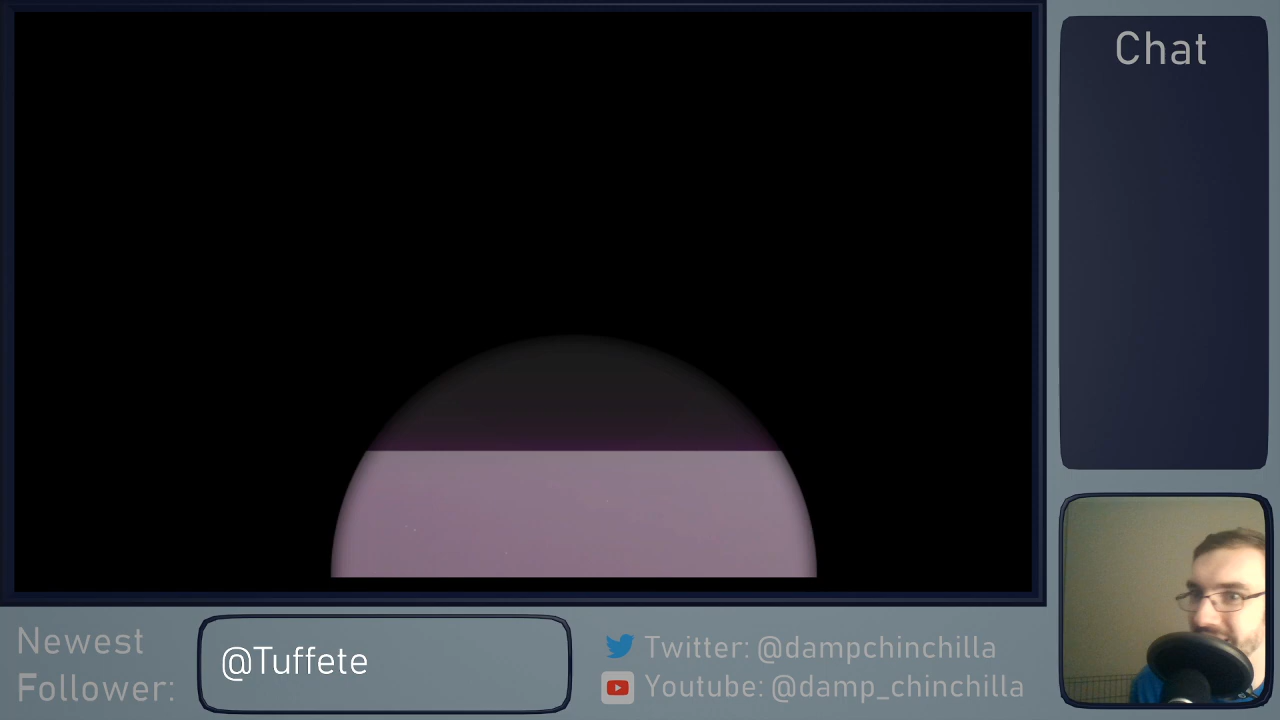 Chat
Newest
Follower:
@Tuffete
Twitter: @dampchinchilla
Youtube: @damp_chinchilla